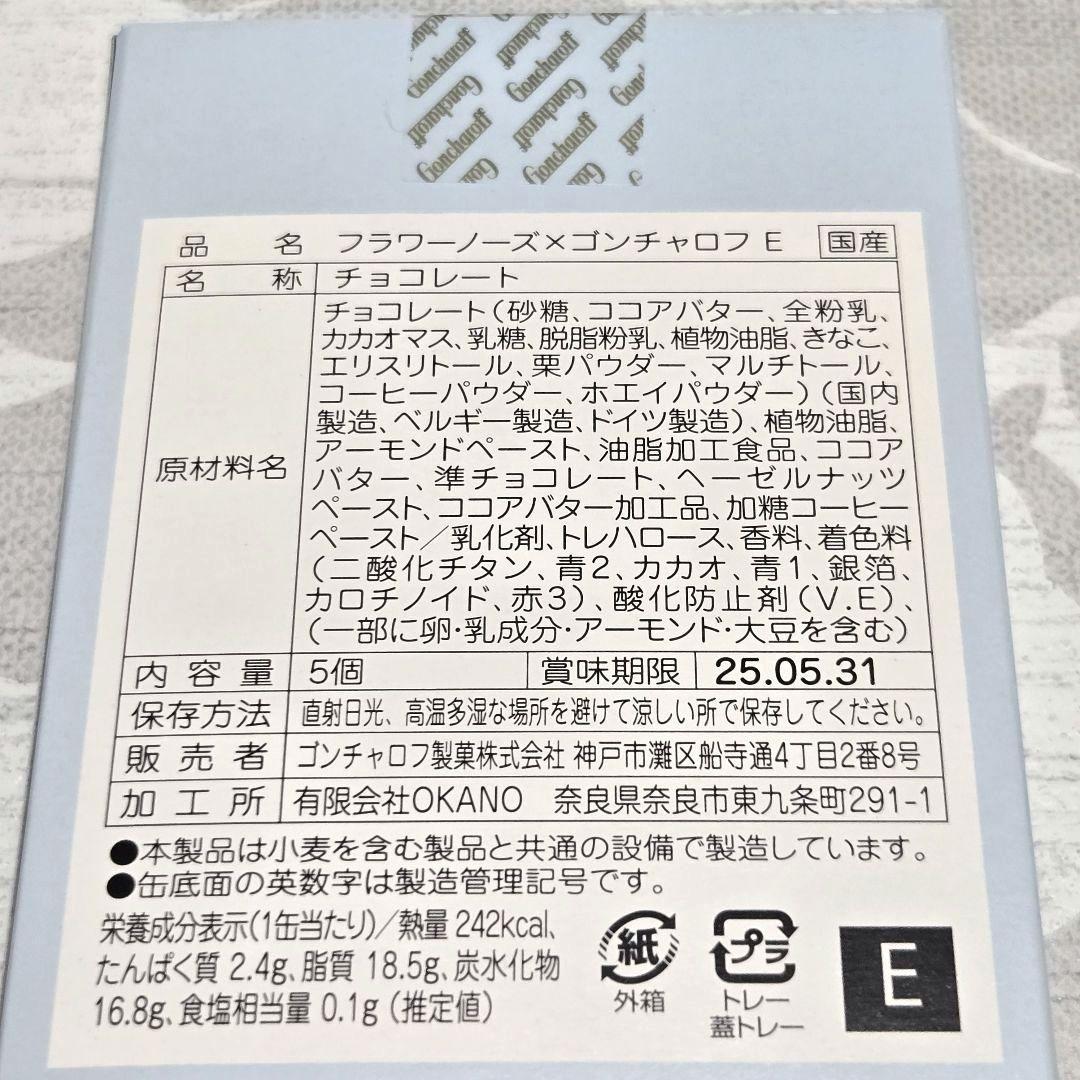 Goncharoff Goncharoff Goncharoff
Goncharoff Goncharoff
Goncharoff Goncharoff
品名 フラワーノーズ×ゴンチャロフ E 国産
名称 チョコレート
チョコレート(砂糖、ココアバター、全粉乳、
カカオマス、乳糖、脱脂粉乳、植物油脂、きなこ、
エリスリトール、栗パウダー、マルチトール、
コーヒーパウダー、ホエイパウダー)(国内
製造、ベルギー製造、ドイツ製造)、植物油脂、
アーモンドペースト、油脂加工食品、ココア
原材料名 バター、準チョコレート、ヘーゼルナッツ
ペースト、ココアバター加工品、加糖コーヒー
ペースト/乳化剤、トレハロース、香料、着色料
(二酸化チタン、青2、カカオ、青1、銀箔、
カロチノイド、赤3)、酸化防止剤(V.E)、
(一部に卵・乳成分・アーモンド・大豆を含む)
内容量 5個 賞味期限 25.05.31
保存方法 直射日光、高温多湿な場所を避けて涼しい所で保存してください。
販売者 ゴンチャロフ製菓株式会社 神戸市灘区船寺通4丁目2番8号
加工所 有限会社OKANO 奈良県奈良市東九条町291-1
●本製品は小麦を含む製品と共通の設備で製造しています。
●缶底面の英数字は製造管理記号です。
栄養成分表示(1缶当たり)/熱量 242kcal、
たんぱく質 2.4g、脂質 18.5g、炭水化物
16.8g、食塩相当量 0.1g (推定値)
紙
外箱
プラ
トレー
蓋トレー
E